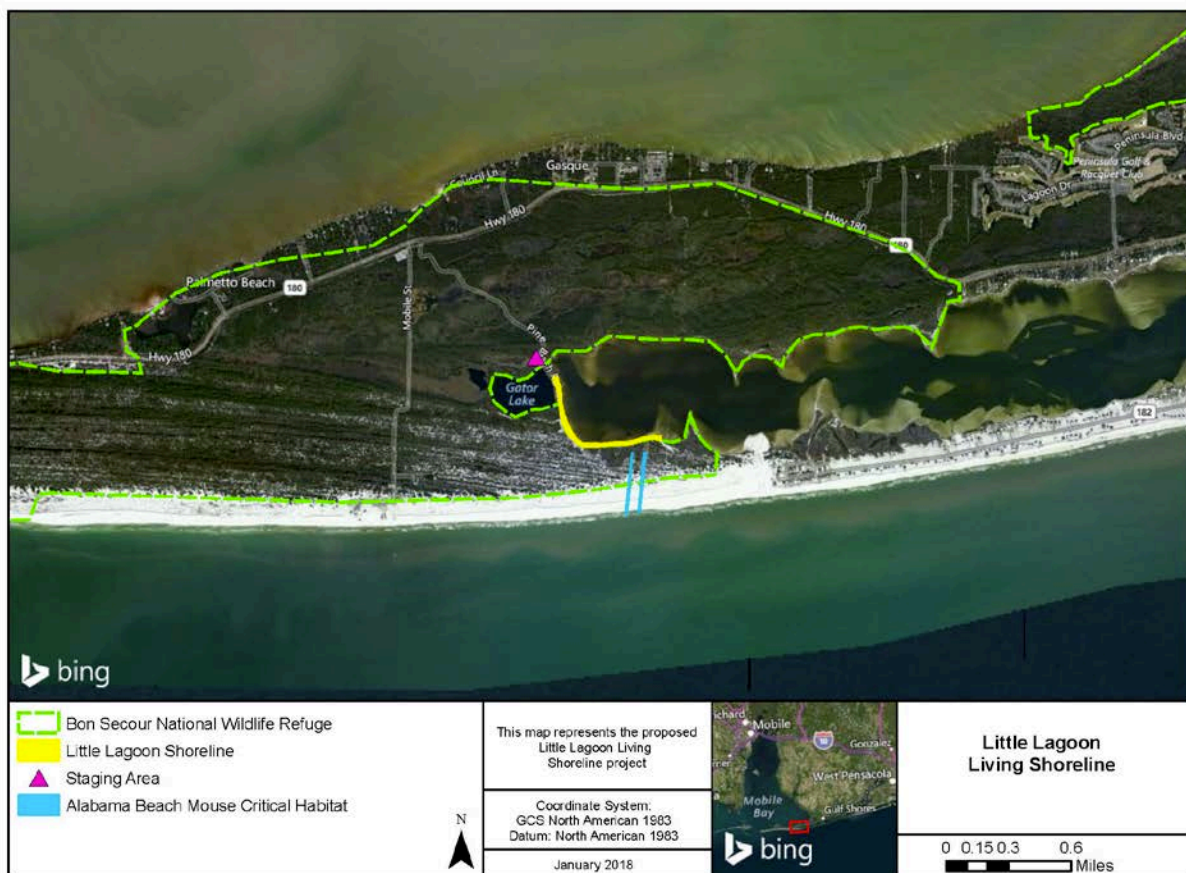 Gasque
Peninsula Blvd
Peninsula Golf &
Racquet Club
Lagoon Dr
Hwy 180
Hwy 180
180
Palmetto Beach
180
Mobile St
Hwy 180
Gator
Lake
182
bing
Bon Secour National Wildlife Refuge
Little Lagoon Shoreline
Staging Area
Alabama Beach Mouse Critical Habitat
N
This map represents the proposed
Little Lagoon Living
Shoreline project
Coordinate System:
GCS North American 1983
Datum: North American 1983
January 2018
Mobile
10
Gonzalez
West Pensacola
Mobile
Bay
Gulf Shores
bing
Little Lagoon
Living Shoreline
0 0.15 0.3 0.6
Miles